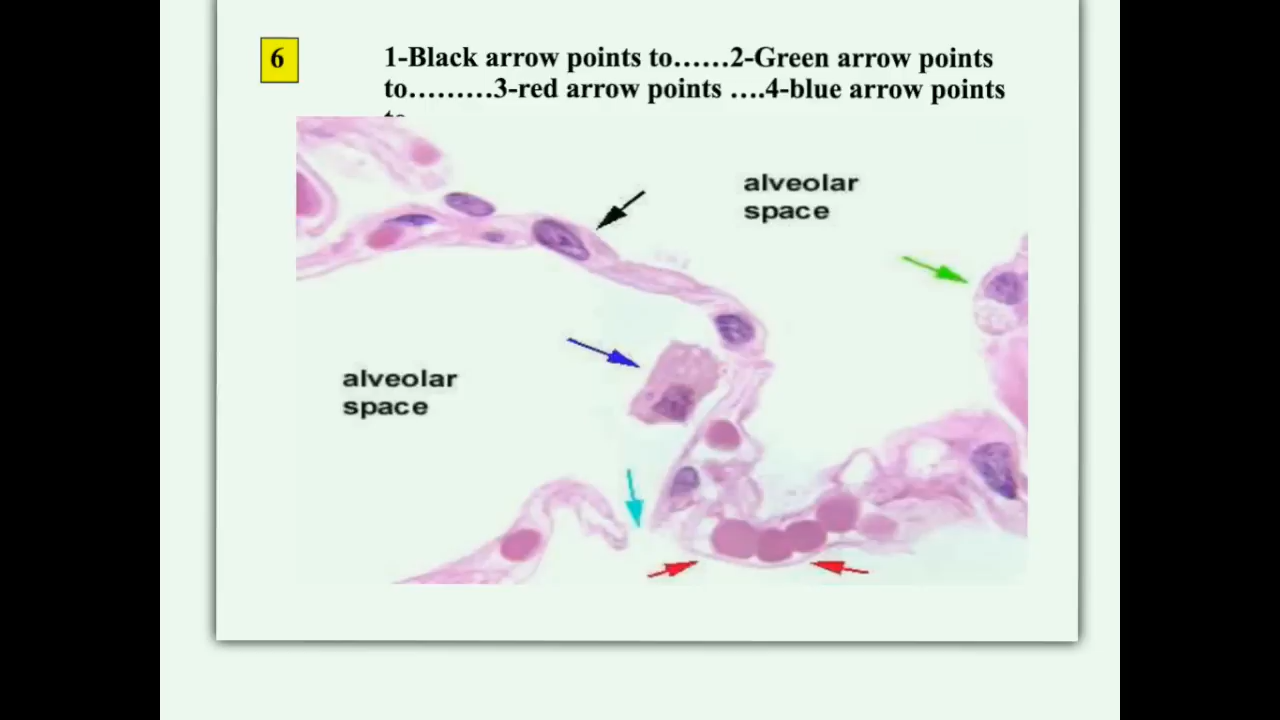 6
1-Black arrow points to……2-Green arrow points
to………3-red arrow points ….4-blue arrow points
alveolar
space
alveolar
space